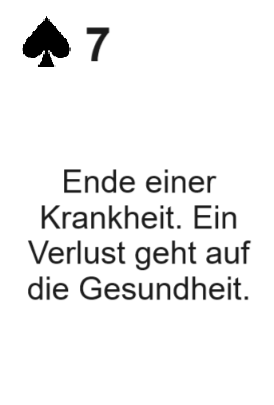 ♠ 7
Ende einer
Krankheit. Ein
Verlust geht auf
die Gesundheit.